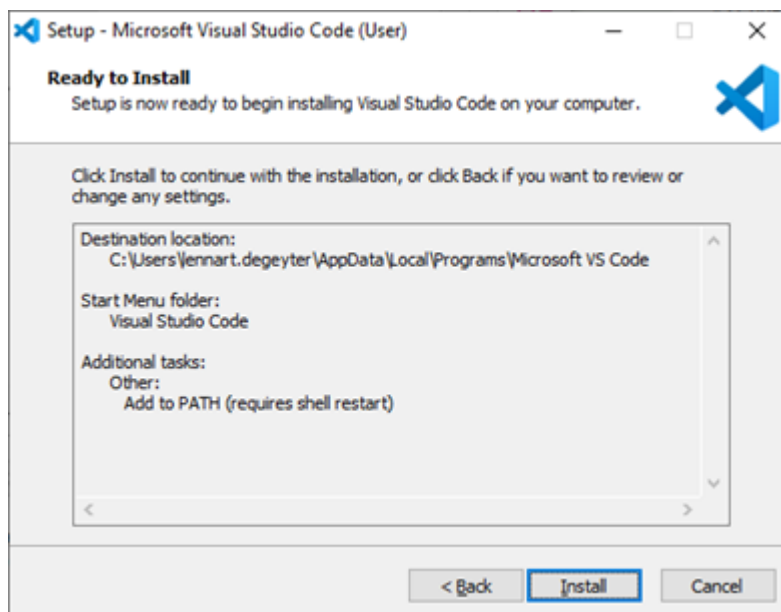 Setup - Microsoft Visual Studio Code (User)
Ready to Install
Setup is now ready to begin installing Visual Studio Code on your computer.
Click Install to continue with the installation, or click Back if you want to review or
change any settings.
Destination location:
C:\Users\lennart.degeyter\AppData\Local\Programs\Microsoft VS Code
Start Menu folder:
Visual Studio Code
Additional tasks:
Other:
Add to PATH (requires shell restart)
< Back Install Cancel